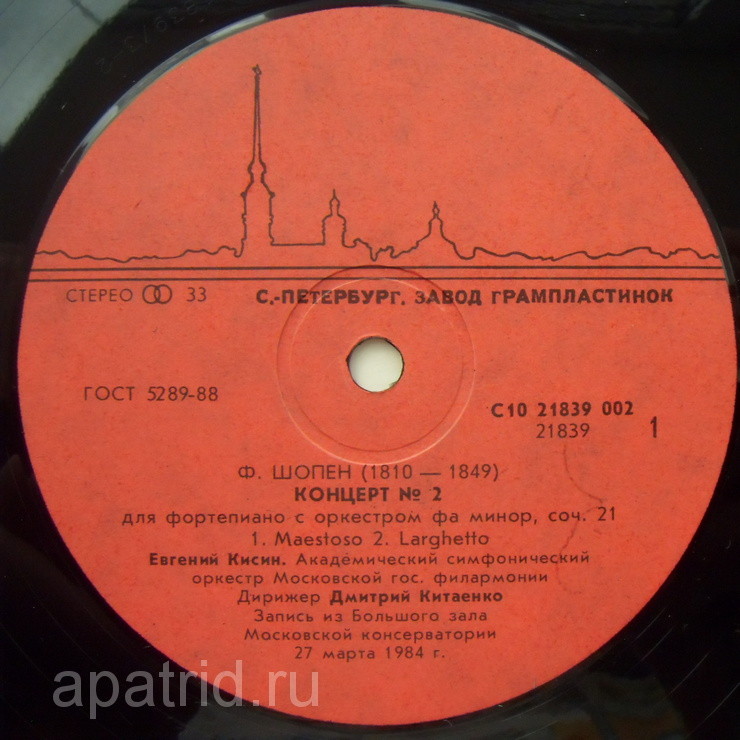 СТЕРЕО 33 С.-ПЕТЕРБУРГ. ЗАВОД ГРАМПЛАСТИНОК
ГОСТ 5289-88
С10 21839 002
21839 1
Ф. ШОПЕН (1810 — 1849)
КОНЦЕРТ № 2
для фортепиано с оркестром фа минор, соч. 21
1. Maestoso 2. Larghetto
Евгений Кисин. Академический симфонический
оркестр Московской гос. филармонии
Дирижер Дмитрий Китаенко
Запись из Большого зала
Московской консерватории
27 марта 1984 г.
apatrid.ru